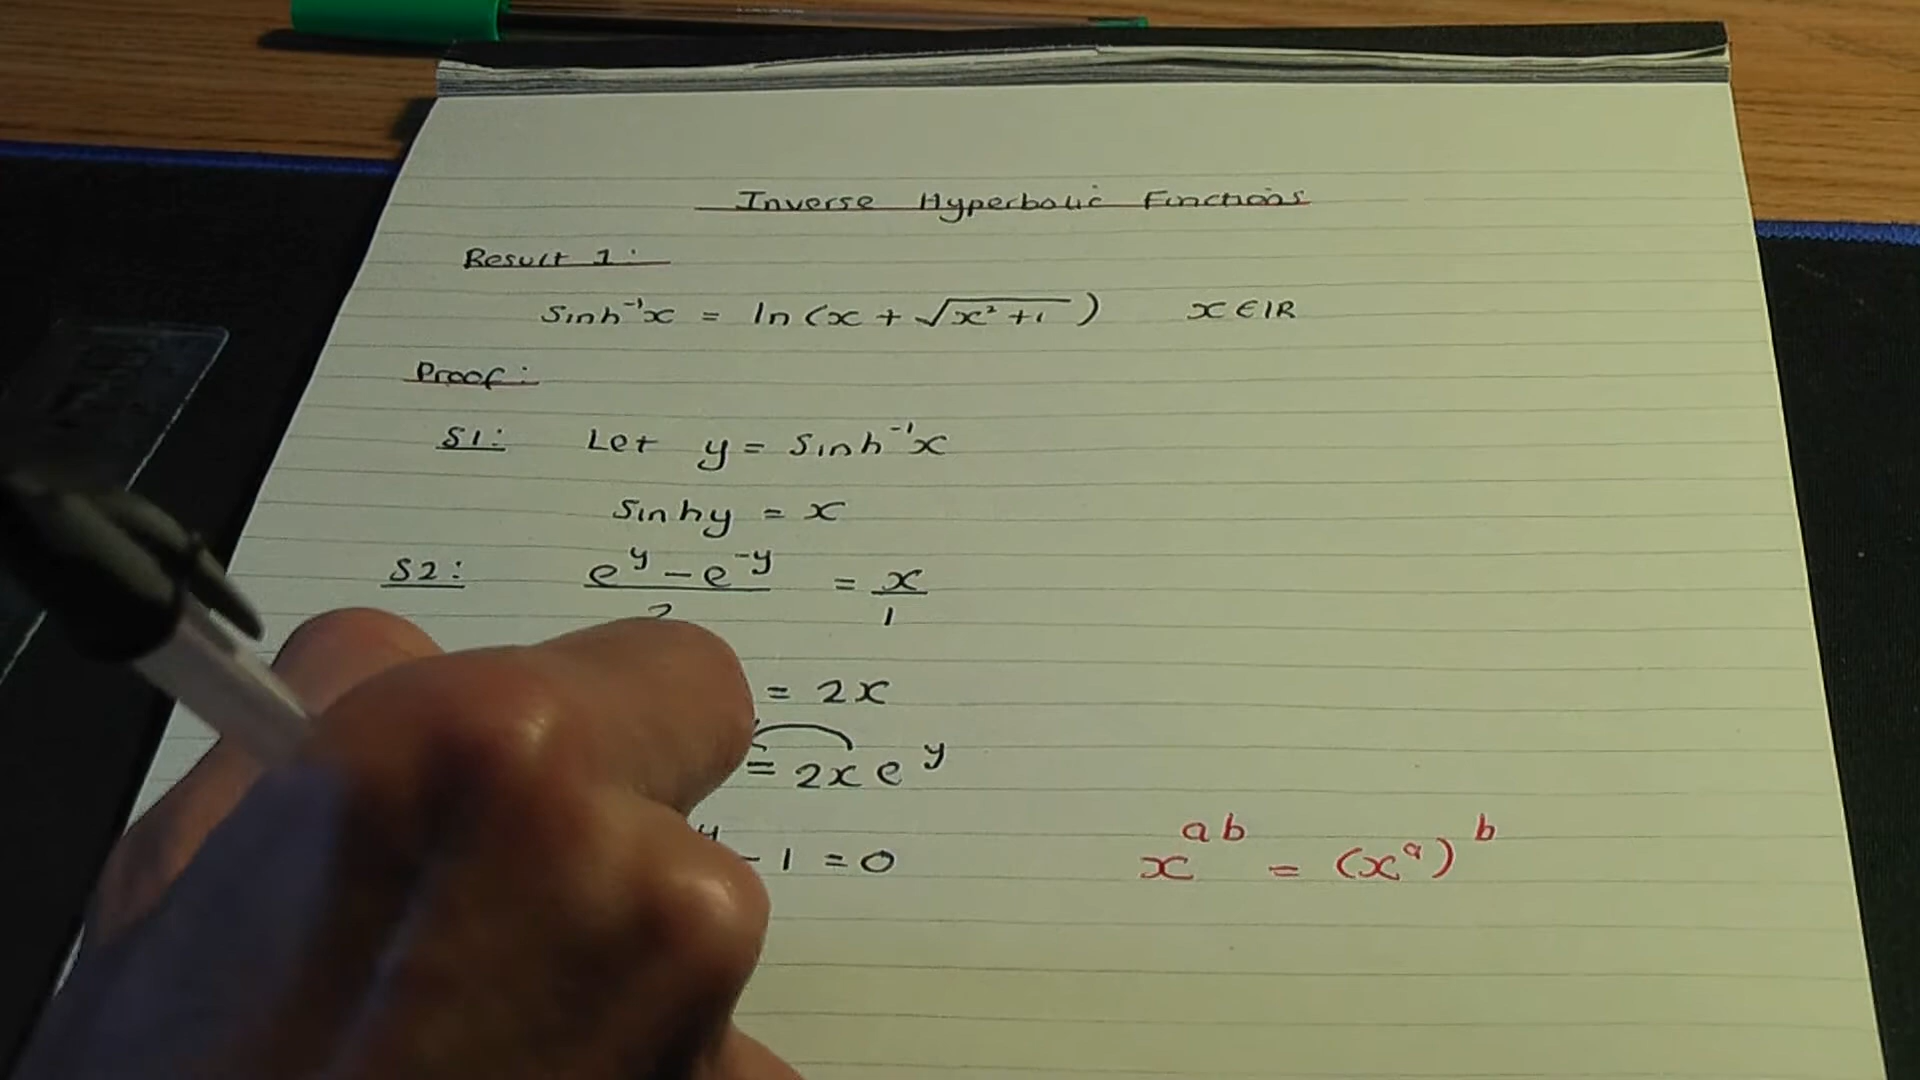 Inverse Hyperbolic Functions
Result 1:
sinh⁻¹x = ln(x + √(x² + 1)) x ∈ ℝ
Proof:
S1: Let y = sinh⁻¹x
sinhy = x
S2: (e^y − e^−y)/2 = x/1
= 2x
= 2xe^y
− 1 = 0
x^ab = (x^a)^b